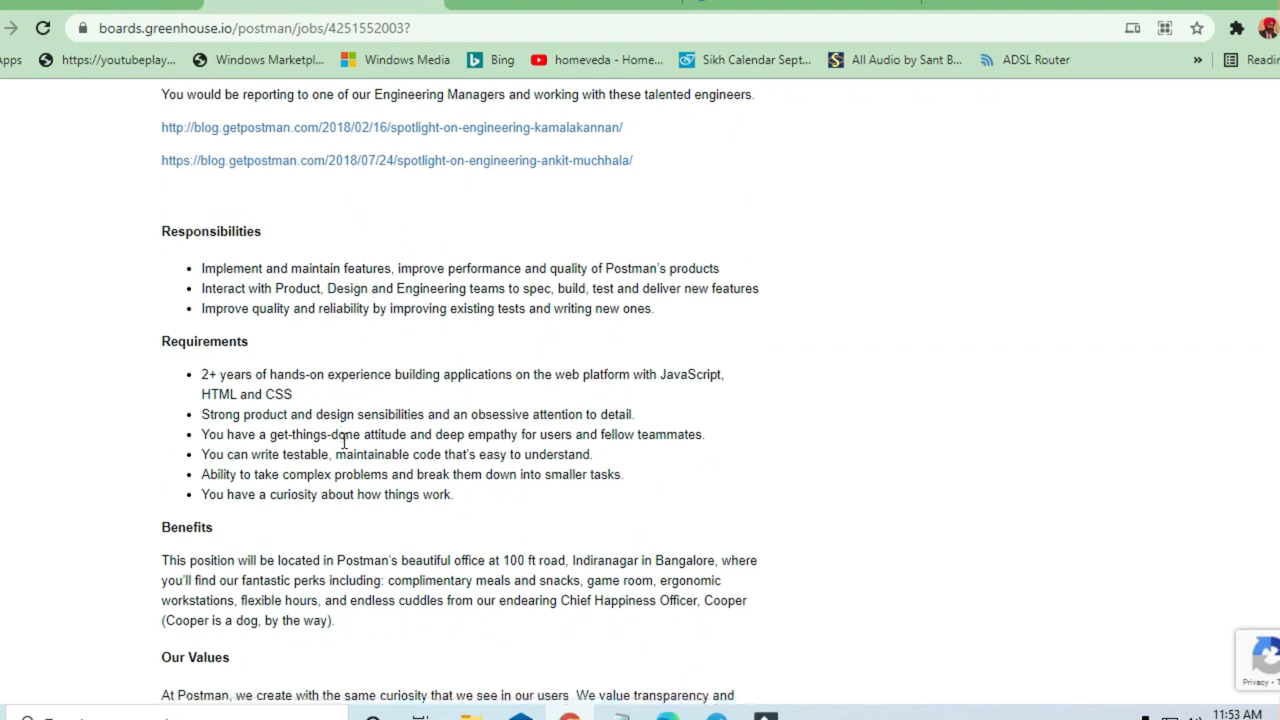 boards.greenhouse.io/postman/jobs/4251552003?
pps https://youtubeplay... Windows Marketpl... Windows Media Bing homeveda - Home... Sikh Calendar Sept... All Audio by Sant B... ADSL Router » Readin
You would be reporting to one of our Engineering Managers and working with these talented engineers.
http://blog.getpostman.com/2018/02/16/spotlight-on-engineering-kamalakannan/
https://blog.getpostman.com/2018/07/24/spotlight-on-engineering-ankit-muchhala/
Responsibilities
• Implement and maintain features, improve performance and quality of Postman's products
• Interact with Product, Design and Engineering teams to spec, build, test and deliver new features
• Improve quality and reliability by improving existing tests and writing new ones.
Requirements
• 2+ years of hands-on experience building applications on the web platform with JavaScript,
HTML and CSS
• Strong product and design sensibilities and an obsessive attention to detail.
• You have a get-things-done attitude and deep empathy for users and fellow teammates.
• You can write testable, maintainable code that's easy to understand.
• Ability to take complex problems and break them down into smaller tasks.
• You have a curiosity about how things work.
Benefits
This position will be located in Postman's beautiful office at 100 ft road, Indiranagar in Bangalore, where
you'll find our fantastic perks including: complimentary meals and snacks, game room, ergonomic
workstations, flexible hours, and endless cuddles from our endearing Chief Happiness Officer, Cooper
(Cooper is a dog, by the way).
Our Values
At Postman, we create with the same curiosity that we see in our users. We value transparency and
Privacy - T
11:53 AM